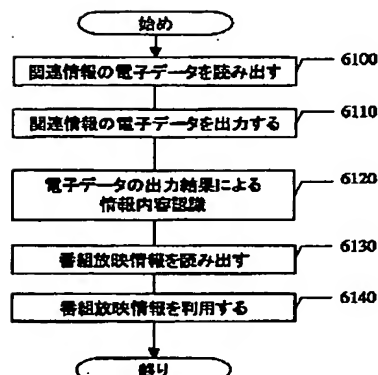 始め
関連情報の電子データを読み出す
6100
関連情報の電子データを出力する
6110
電子データの出力結果による
情報内容認識
6120
番組放映情報を読み出す
6130
番組放映情報を利用する
6140
終り